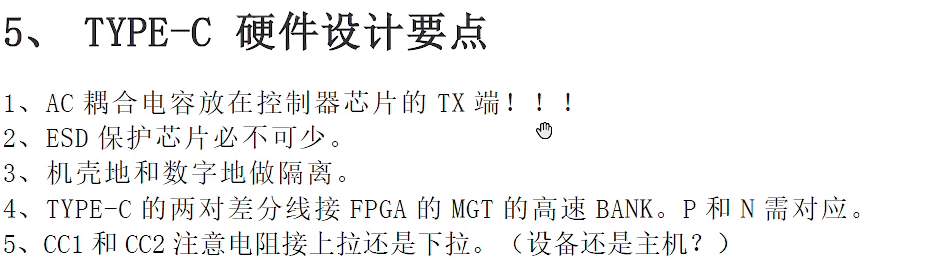 5、 TYPE-C 硬件设计要点
1、AC 耦合电容放在控制器芯片的 TX 端！！！
2、ESD 保护芯片必不可少。
3、机壳地和数字地做隔离。
4、TYPE-C 的两对差分线接 FPGA 的 MGT 的高速 BANK。P 和 N 需对应。
5、CC1 和 CC2 注意电阻接上拉还是下拉。（设备还是主机？）